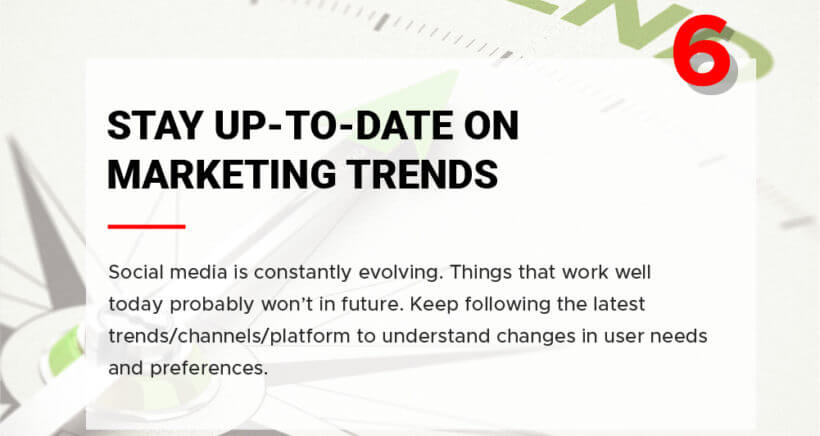 6
STAY UP-TO-DATE ON
MARKETING TRENDS
Social media is constantly evolving. Things that work well
today probably won't in future. Keep following the latest
trends/channels/platform to understand changes in user needs
and preferences.